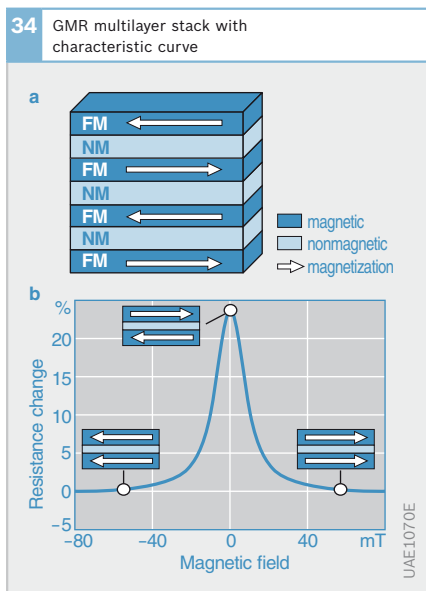 34
GMR multilayer stack with
characteristic curve
a
FM
NM
FM
NM
FM
NM
FM
magnetic
nonmagnetic
magnetization
b
%
20
15
10
5
0
−5
Resistance change
−80 −40 0 40 mT
Magnetic field
UAE1070E